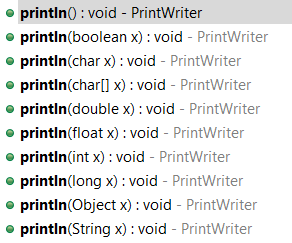 println() : void - PrintWriter
println(boolean x) : void - PrintWriter
println(char x) : void - PrintWriter
println(char[] x) : void - PrintWriter
println(double x) : void - PrintWriter
println(float x) : void - PrintWriter
println(int x) : void - PrintWriter
println(long x) : void - PrintWriter
println(Object x) : void - PrintWriter
println(String x) : void - PrintWriter